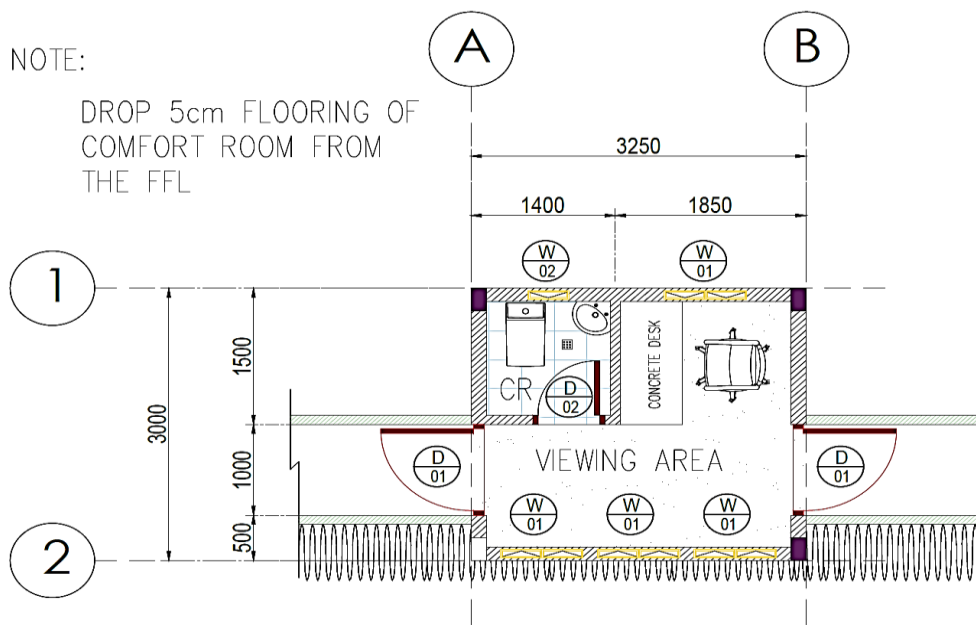 A
B
NOTE:
DROP 5cm FLOORING OF
COMFORT ROOM FROM
THE FFL
3250
1400
1850
W
02
W
01
1
1500
3000
CONCRETE DESK
CR
D
02
1000
D
01
VIEWING AREA
D
01
W
01
W
01
W
01
500
2